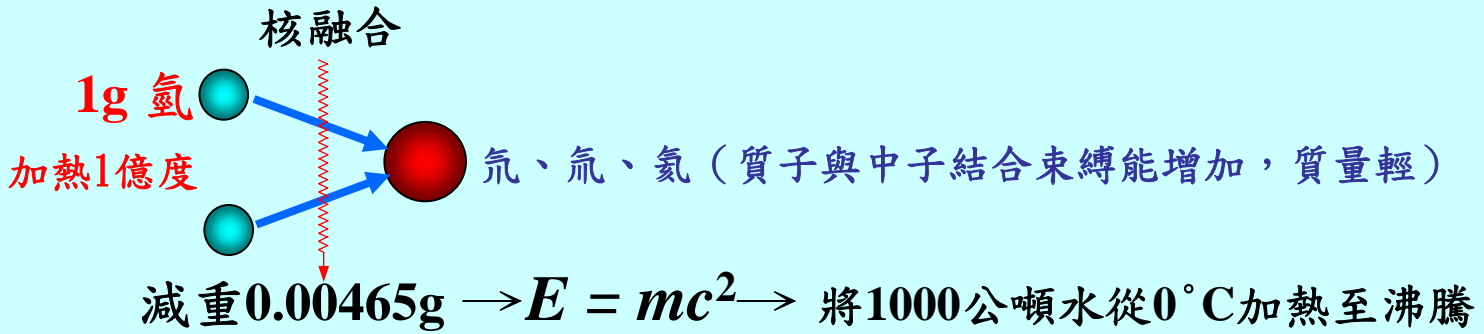 核融合
1g 氫
加熱1億度
氘、氚、氦（質子與中子結合束縛能增加，質量輕）
減重0.00465g →E = mc²→ 將1000公噸水從0°C加熱至沸騰